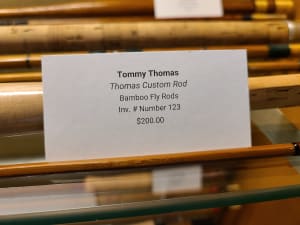 Tommy Thomas
Thomas Custom Rod
Bamboo Fly Rods
Inv. # Number 123
$200.00